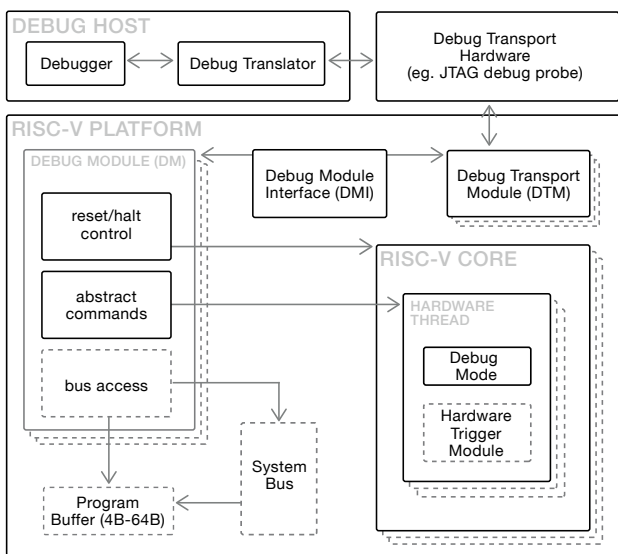 DEBUG HOST
Debugger
Debug Translator
Debug Transport
Hardware
(eg. JTAG debug probe)
RISC-V PLATFORM
DEBUG MODULE (DM)
reset/halt
control
abstract
commands
bus access
Debug Module
Interface (DMI)
Debug Transport
Module (DTM)
RISC-V CORE
HARDWARE
THREAD
Debug
Mode
Hardware
Trigger
Module
System
Bus
Program
Buffer (4B-64B)